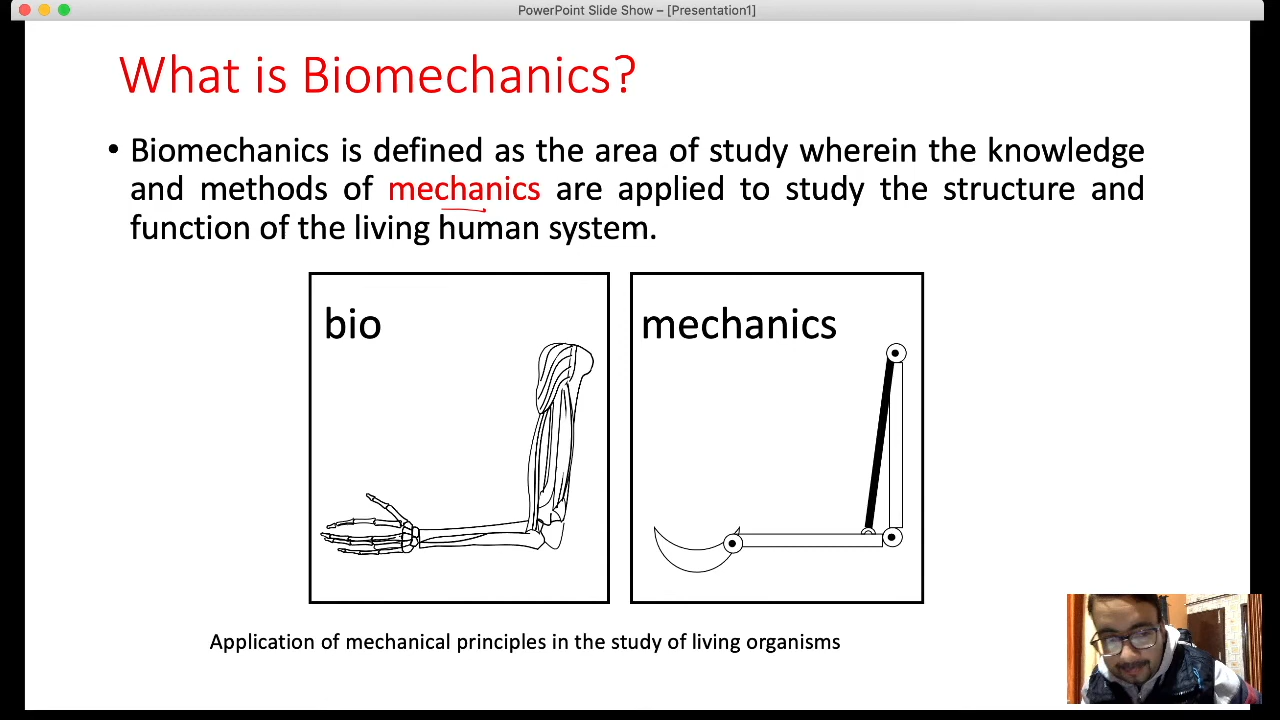 PowerPoint Slide Show – [Presentation1]
What is Biomechanics?
• Biomechanics is defined as the area of study wherein the knowledge
and methods of mechanics are applied to study the structure and
function of the living human system.
bio
mechanics
Application of mechanical principles in the study of living organisms